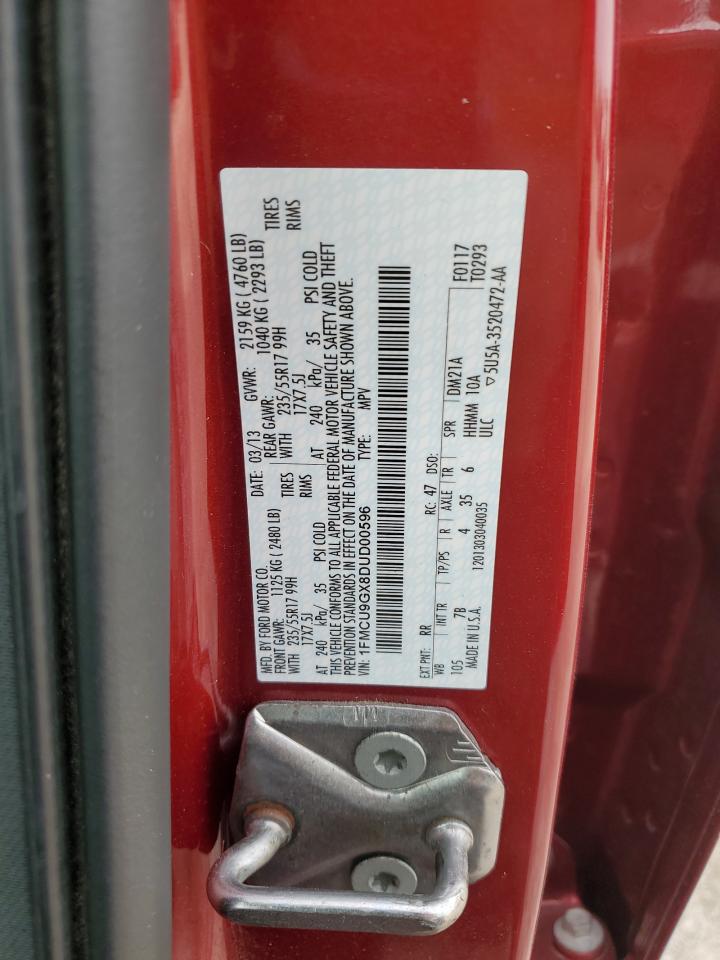 MFD. BY FORD MOTOR CO. DATE: 03/13 GVWR: 2159 KG ( 4760 LB)
FRONT GAWR: 1125 KG ( 2480 LB) REAR GAWR: 1040 KG ( 2293 LB)
WITH 235/55R17 99H TIRES WITH 235/55R17 99H TIRES
17X7.5J RIMS 17X7.5J RIMS
AT 240 kPa/ 35 PSI COLD AT 240 kPa/ 35 PSI COLD
THIS VEHICLE CONFORMS TO ALL APPLICABLE FEDERAL MOTOR VEHICLE SAFETY AND THEFT
PREVENTION STANDARDS IN EFFECT ON THE DATE OF MANUFACTURE SHOWN ABOVE.
VIN: 1FMCU9GX8DUD00596 TYPE: MPV
EXT PNT: RR RC: 47 DSO: F0117
WB INT TR TP/PS R AXLE TR SPR DM21A T0293
105 7B 4 35 6 HHMM 10A
MADE IN U.S.A. 1201303040035 ULC ▽5U5A-3520472-AA